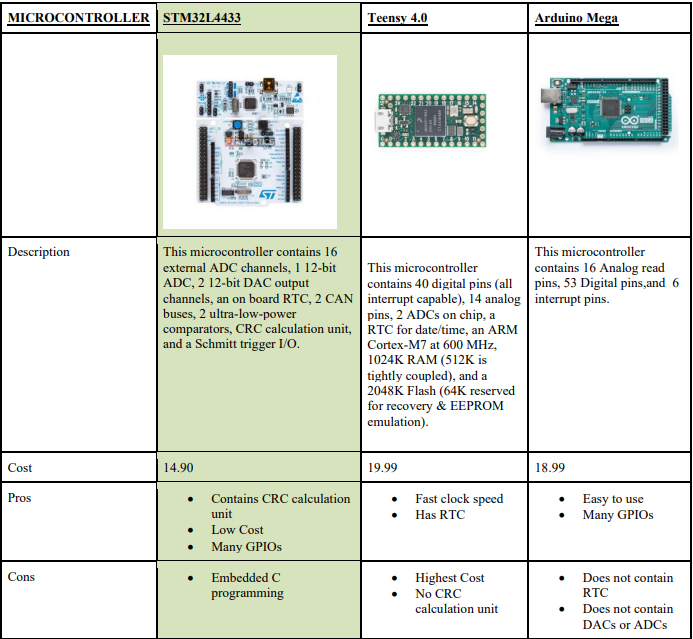 MICROCONTROLLER STM32L4433 Teensy 4.0 Arduino Mega
Description
This microcontroller contains 16
external ADC channels, 1 12-bit
ADC, 2 12-bit DAC output
channels, an on board RTC, 2 CAN
buses, 2 ultra-low-power
comparators, CRC calculation unit,
and a Schmitt trigger I/O.
This microcontroller
contains 40 digital pins (all
interrupt capable), 14 analog
pins, 2 ADCs on chip, a
RTC for date/time, an ARM
Cortex-M7 at 600 MHz,
1024K RAM (512K is
tightly coupled), and a
2048K Flash (64K reserved
for recovery & EEPROM
emulation).
This microcontroller
contains 16 Analog read
pins, 53 Digital pins,and 6
interrupt pins.
Cost 14.90 19.99 18.99
Pros
• Contains CRC calculation
unit
• Low Cost
• Many GPIOs
• Fast clock speed
• Has RTC
• Easy to use
• Many GPIOs
Cons
• Embedded C
programming
• Highest Cost
• No CRC
calculation unit
• Does not contain
RTC
• Does not contain
DACs or ADCs